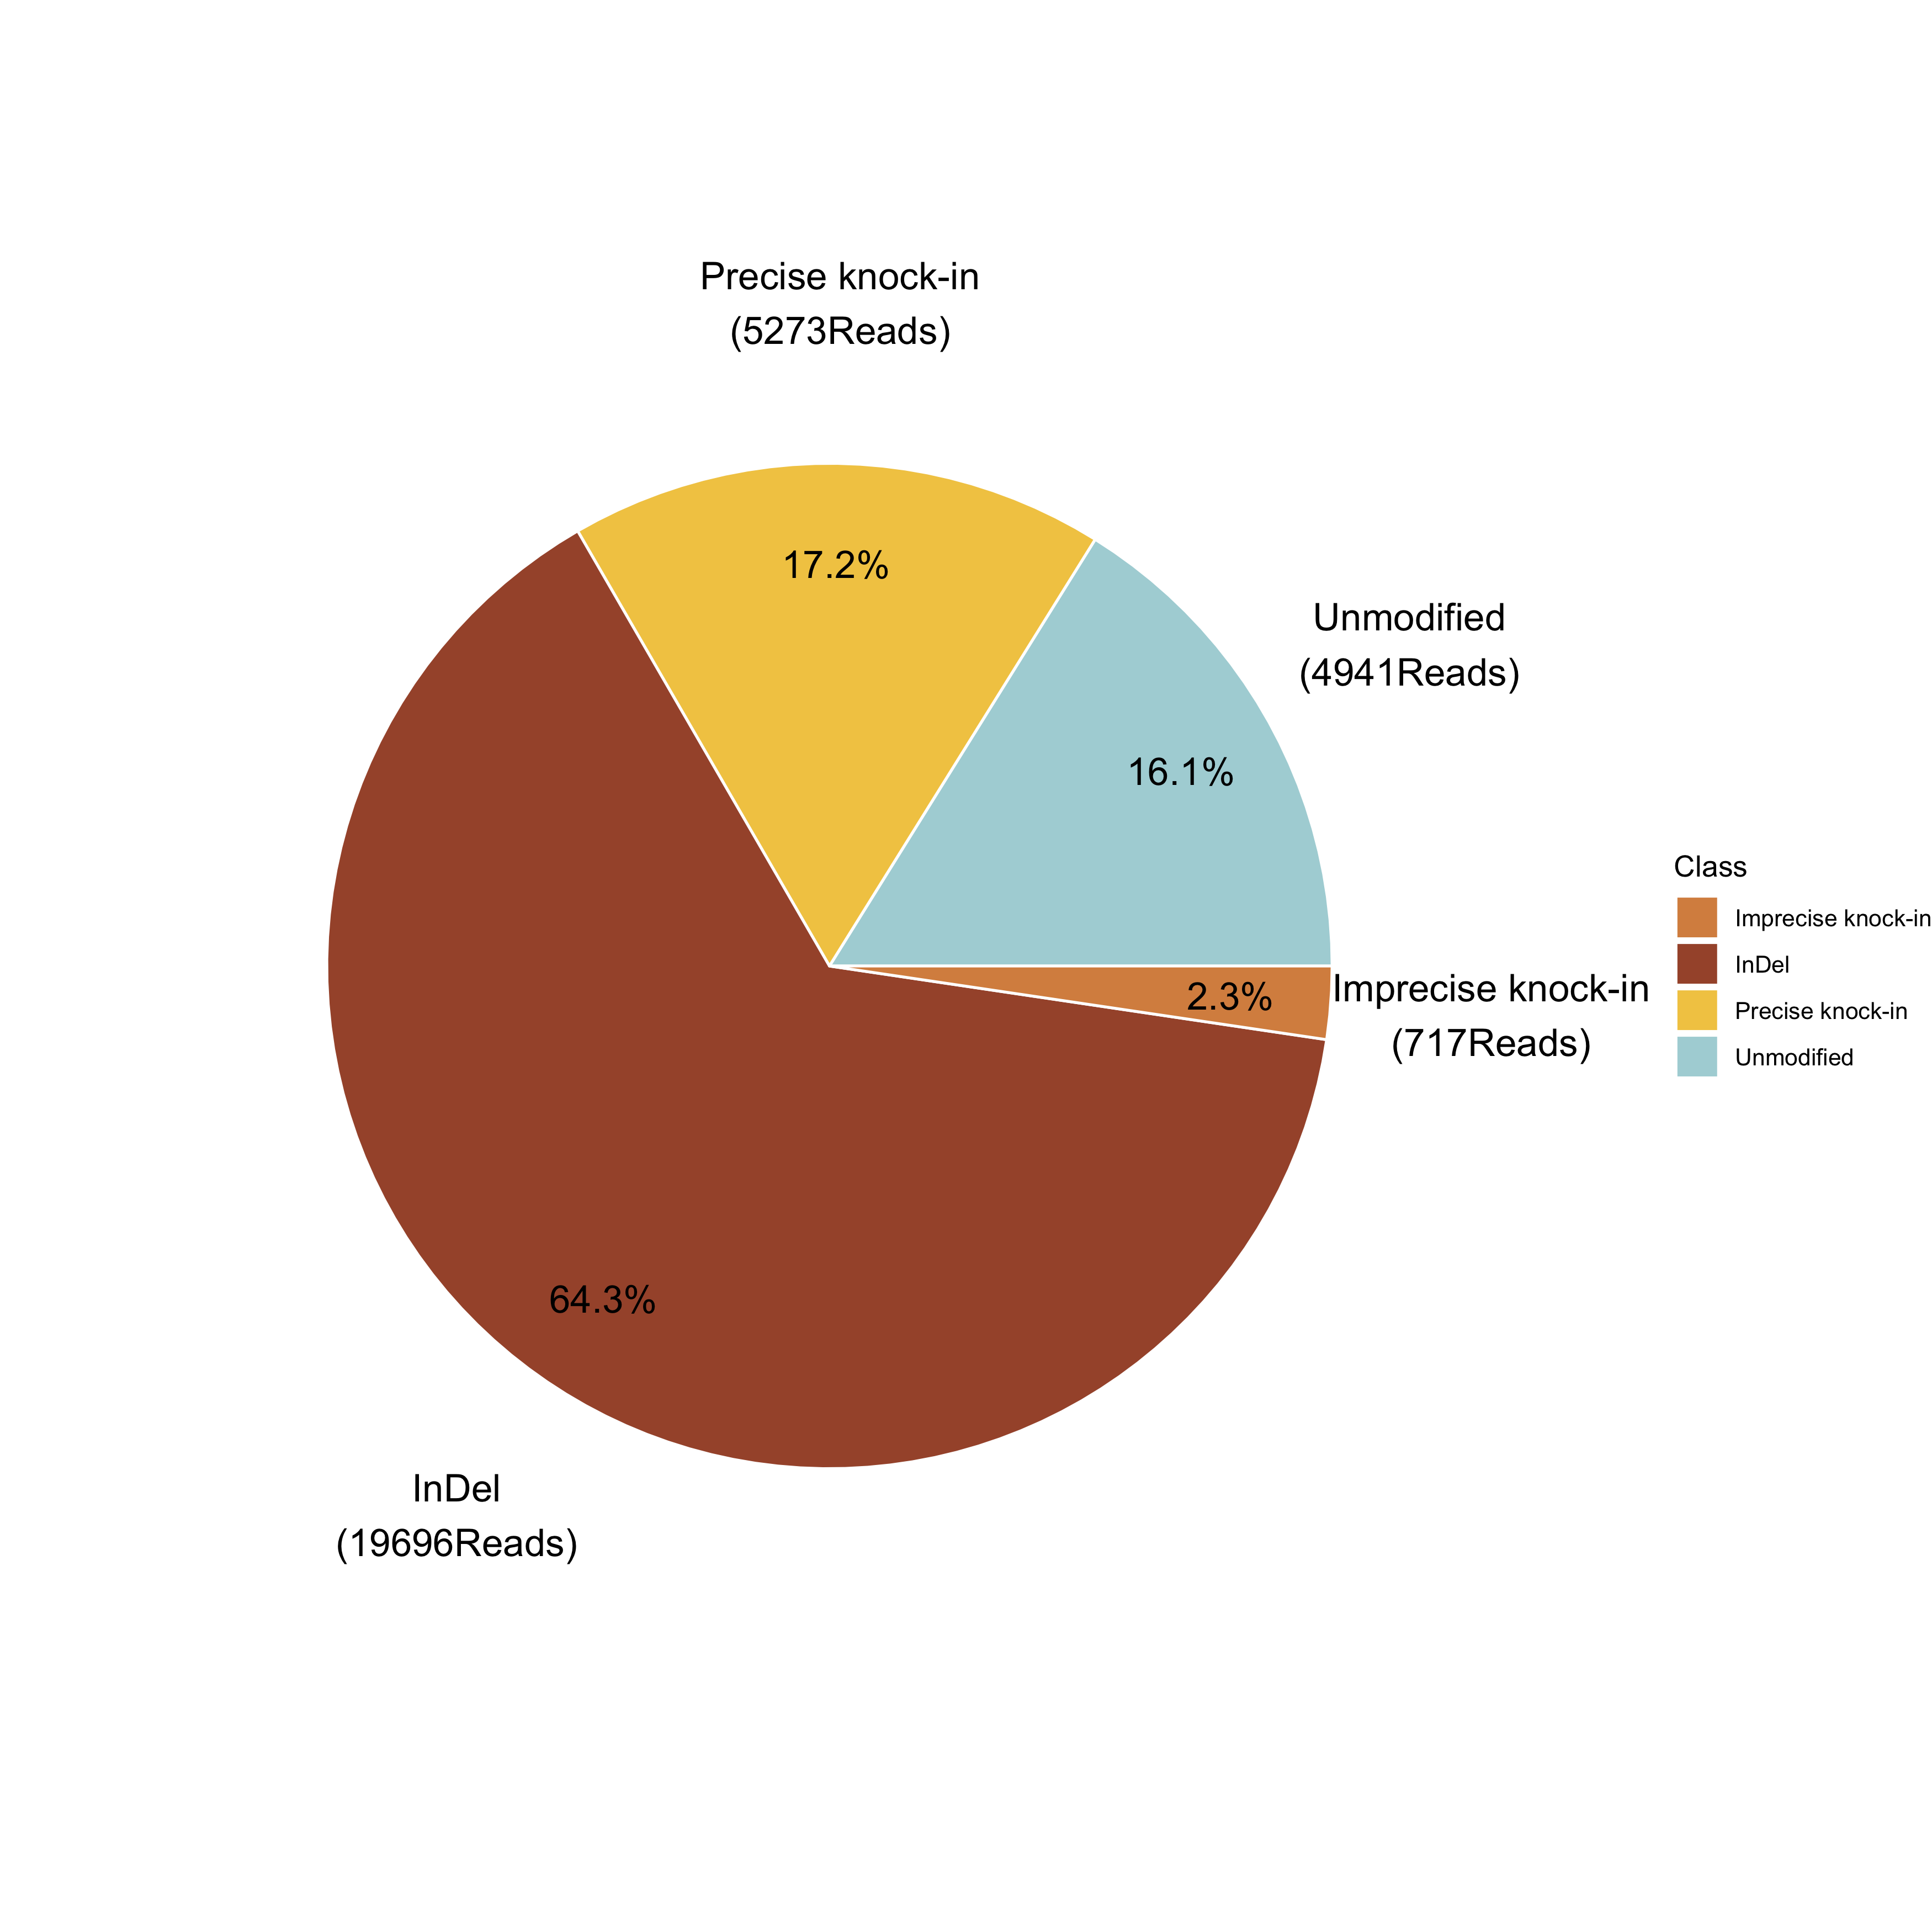 Precise knock-in
(5273Reads)
17.2%
Unmodified
(4941Reads)
16.1%
Class
Imprecise knock-in
InDel
Precise knock-in
Unmodified
2.3%
Imprecise knock-in
(717Reads)
64.3%
InDel
(19696Reads)